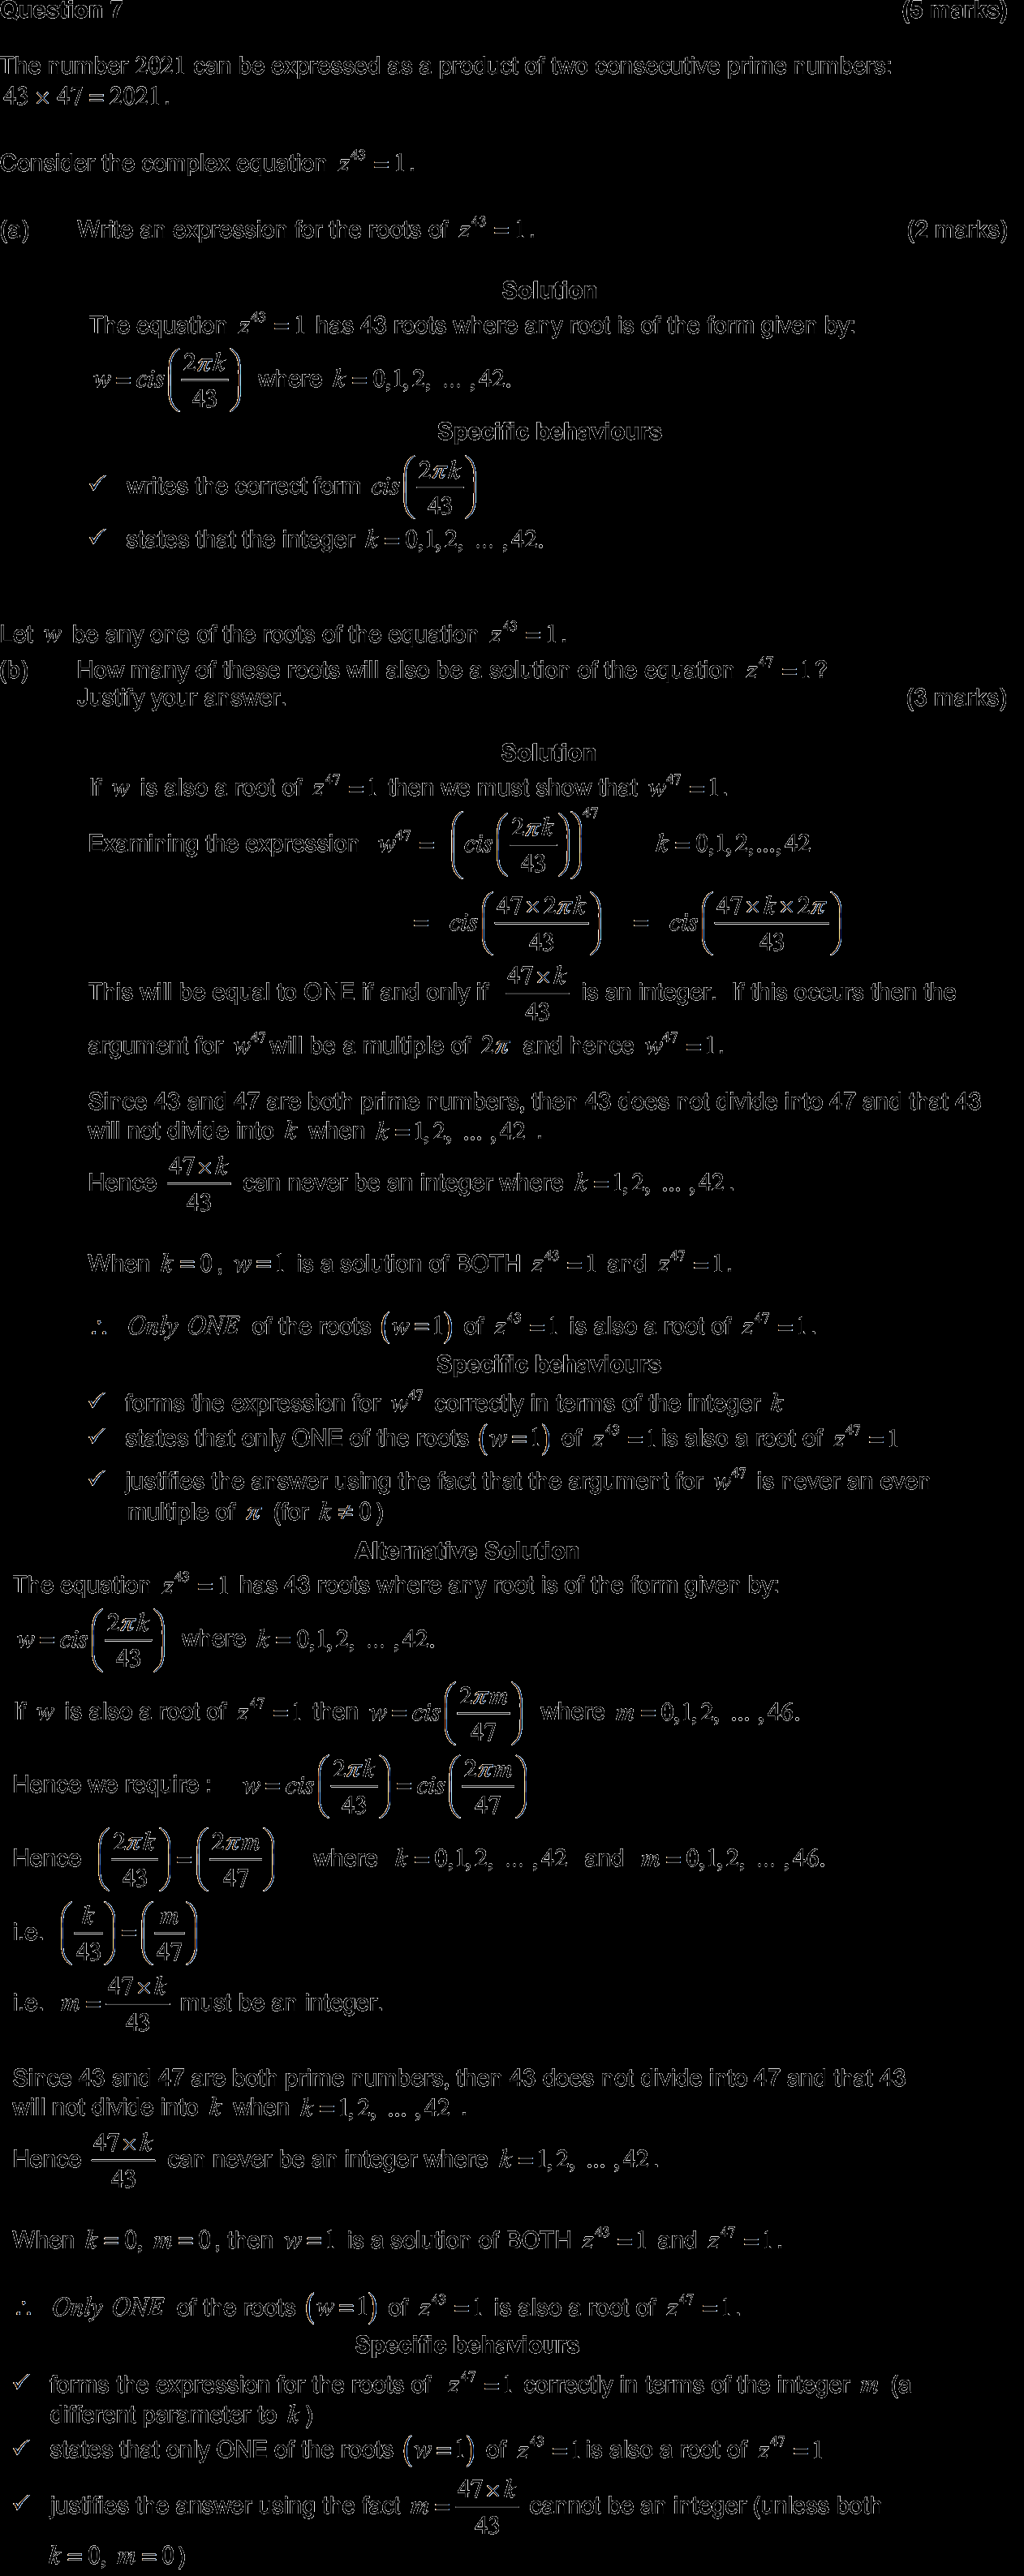 Question 7 (5 marks)
The number 2021 can be expressed as a product of two consecutive prime numbers:
43 × 47 = 2021.
Consider the complex equation z^43 = 1.
(a) Write an expression for the roots of z^43 = 1. (2 marks)
Solution
The equation z^43 = 1 has 43 roots where any root is of the form given by:
w = cis(2πk/43) where k = 0,1,2, ... ,42.
Specific behaviours
✓ writes the correct form cis(2πk/43)
✓ states that the integer k = 0,1,2, ... ,42.
Let w be any one of the roots of the equation z^43 = 1.
(b) How many of these roots will also be a solution of the equation z^47 = 1?
Justify your answer. (3 marks)
Solution
If w is also a root of z^47 = 1 then we must show that w^47 = 1.
Examining the expression w^47 = (cis(2πk/43))^47 k = 0,1,2,...,42
= cis(47×2πk/43) = cis(47×k×2π/43)
This will be equal to ONE if and only if 47×k/43 is an integer. If this occurs then the
argument for w^47 will be a multiple of 2π and hence w^47 = 1.
Since 43 and 47 are both prime numbers, then 43 does not divide into 47 and that 43
will not divide into k when k = 1,2, ... ,42 .
Hence 47×k/43 can never be an integer where k = 1,2, ... ,42.
When k = 0, w = 1 is a solution of BOTH z^43 = 1 and z^47 = 1.
∴ Only ONE of the roots (w = 1) of z^43 = 1 is also a root of z^47 = 1.
Specific behaviours
✓ forms the expression for w^47 correctly in terms of the integer k
✓ states that only ONE of the roots (w = 1) of z^43 = 1 is also a root of z^47 = 1
✓ justifies the answer using the fact that the argument for w^47 is never an even
multiple of π (for k ≠ 0)
Alternative Solution
The equation z^43 = 1 has 43 roots where any root is of the form given by:
w = cis(2πk/43) where k = 0,1,2, ... ,42.
If w is also a root of z^47 = 1 then w = cis(2πm/47) where m = 0,1,2, ... ,46.
Hence we require : w = cis(2πk/43) = cis(2πm/47)
Hence (2πk/43) = (2πm/47) where k = 0,1,2, ... ,42 and m = 0,1,2, ... ,46.
i.e. (k/43) = (m/47)
i.e. m = 47×k/43 must be an integer.
Since 43 and 47 are both prime numbers, then 43 does not divide into 47 and that 43
will not divide into k when k = 1,2, ... ,42 .
Hence 47×k/43 can never be an integer where k = 1,2, ... ,42.
When k = 0, m = 0, then w = 1 is a solution of BOTH z^43 = 1 and z^47 = 1.
∴ Only ONE of the roots (w = 1) of z^43 = 1 is also a root of z^47 = 1.
Specific behaviours
✓ forms the expression for the roots of z^47 = 1 correctly in terms of the integer m (a
different parameter to k)
✓ states that only ONE of the roots (w = 1) of z^43 = 1 is also a root of z^47 = 1
✓ justifies the answer using the fact m = 47×k/43 cannot be an integer (unless both
k = 0, m = 0)